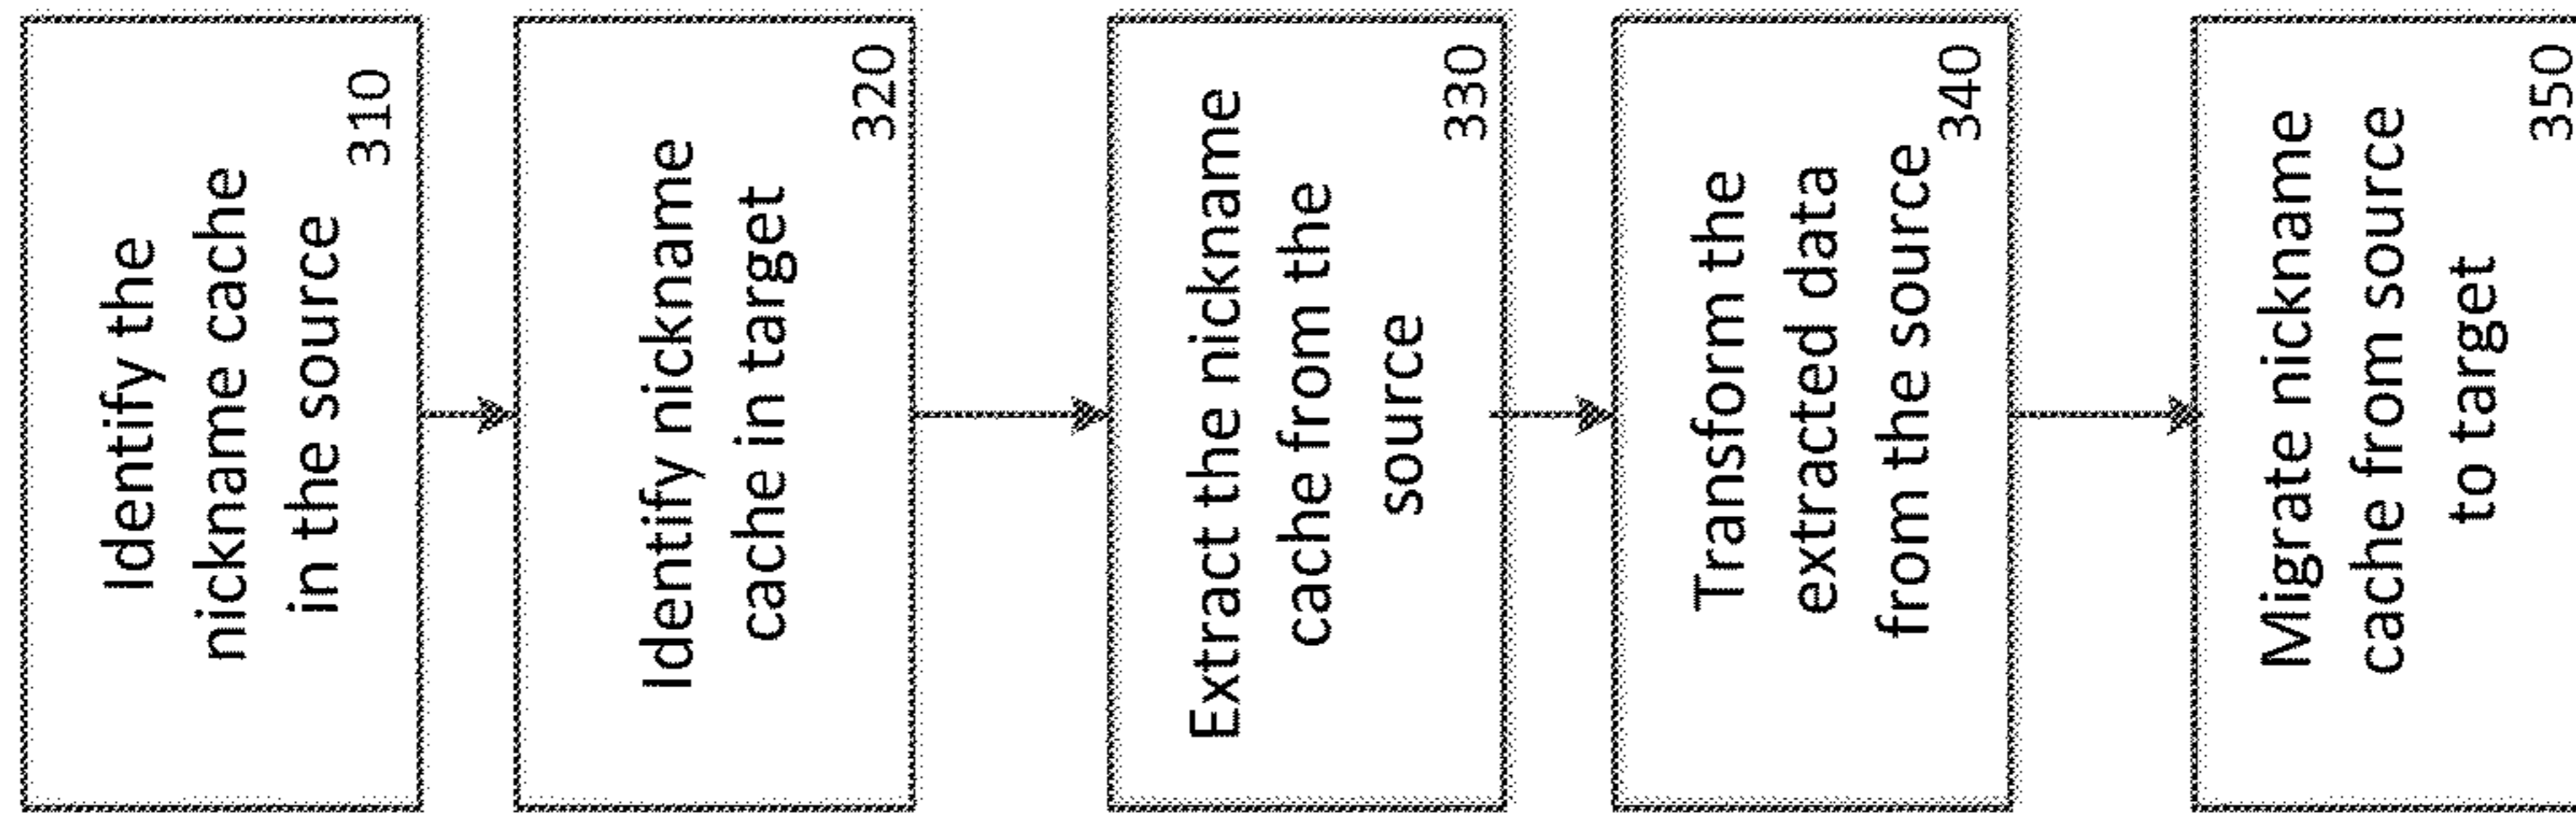 Identify the
nickname cache
in the source
310
Identify nickname
cache in target
320
Extract the nickname
cache from the
source
330
Transform the
extracted data
from the source
340
Migrate nickname
cache from source
to target
350